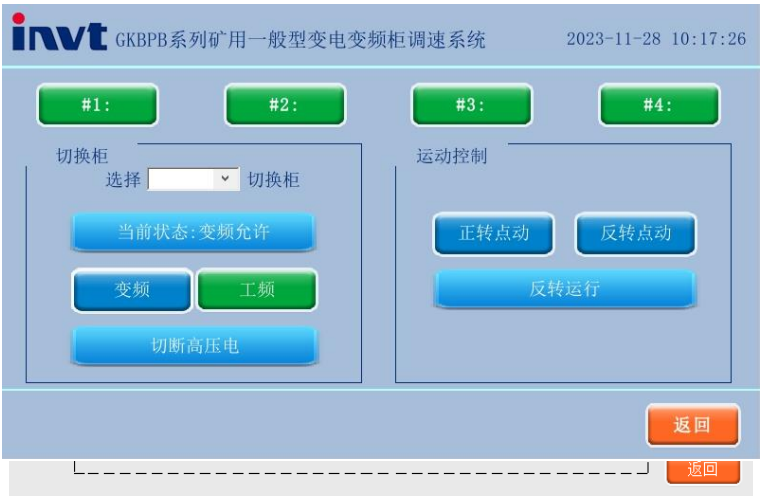 invt GKBPB系列矿用一般型变电变频柜调速系统 2023-11-28 10:17:26
#1: #2: #3: #4:
切换柜
选择 切换柜
当前状态:变频允许
变频 工频
切断高压电
运动控制
正转点动 反转点动
反转运行
返回
返回